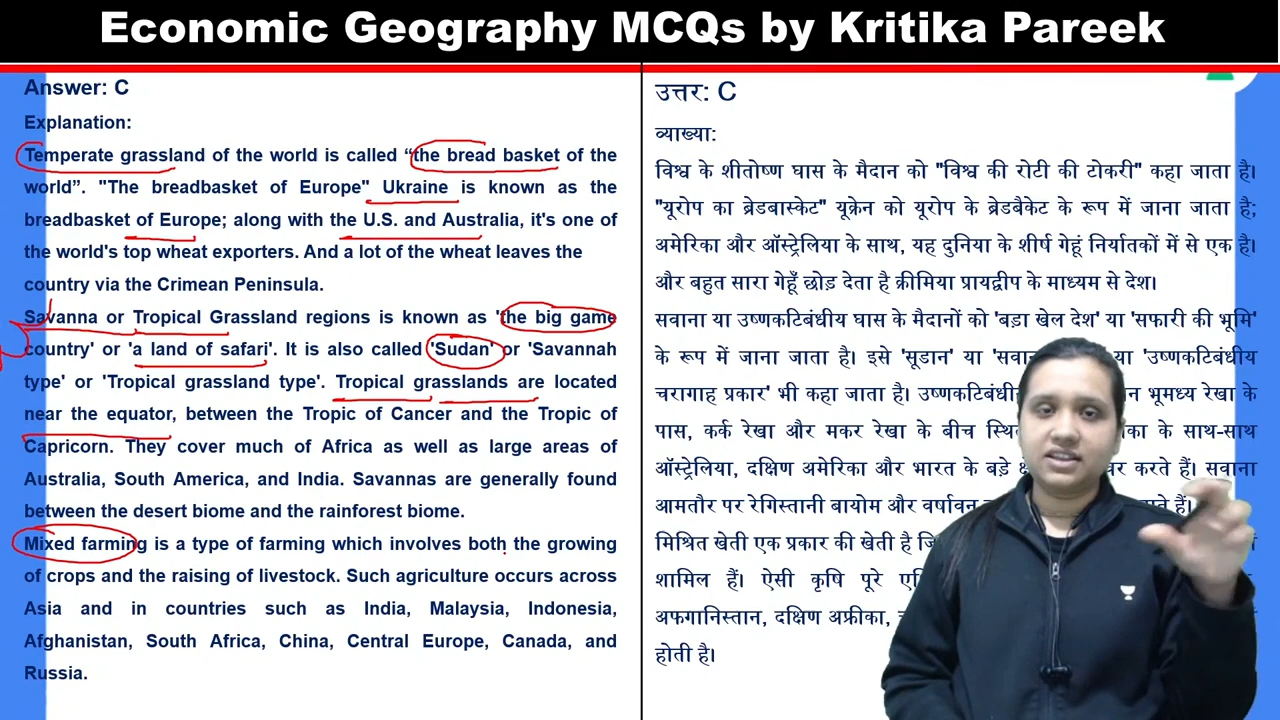 Economic Geography MCQs by Kritika Pareek
Answer: C
Explanation:
Temperate grassland of the world is called “the bread basket of the
world”. "The breadbasket of Europe" Ukraine is known as the
breadbasket of Europe; along with the U.S. and Australia, it's one of
the world's top wheat exporters. And a lot of the wheat leaves the
country via the Crimean Peninsula.
Savanna or Tropical Grassland regions is known as 'the big game
country' or 'a land of safari'. It is also called 'Sudan' or 'Savannah
type' or 'Tropical grassland type'. Tropical grasslands are located
near the equator, between the Tropic of Cancer and the Tropic of
Capricorn. They cover much of Africa as well as large areas of
Australia, South America, and India. Savannas are generally found
between the desert biome and the rainforest biome.
Mixed farming is a type of farming which involves both the growing
of crops and the raising of livestock. Such agriculture occurs across
Asia and in countries such as India, Malaysia, Indonesia,
Afghanistan, South Africa, China, Central Europe, Canada, and
Russia.
उत्तर: C
व्याख्या:
विश्व के शीतोष्ण घास के मैदान को "विश्व की रोटी की टोकरी" कहा जाता है।
"यूरोप का ब्रेडबास्केट" यूक्रेन को यूरोप के ब्रेडबैकेट के रूप में जाना जाता है;
अमेरिका और ऑस्ट्रेलिया के साथ, यह दुनिया के शीर्ष गेहूं निर्यातकों में से एक है।
और बहुत सारा गेहूँ छोड़ देता है क्रीमिया प्रायद्वीप के माध्यम से देश।
सवाना या उष्णकटिबंधीय घास के मैदानों को 'बड़ा खेल देश' या 'सफारी की भूमि'
के रूप में जाना जाता है। इसे 'सूडान' या या 'उष्णकटिबंधीय
चरागाह प्रकार' भी कहा जाता है। भूमध्य रेखा के
पास, कर्क रेखा और मकर रेखा के बीच के साथ-साथ
ऑस्ट्रेलिया, दक्षिण अमेरिका और भारत के बड़े करते हैं। सवाना
आमतौर पर रेगिस्तानी बायोम और हैं।
मिश्रित खेती एक प्रकार की खेती है
शामिल हैं। ऐसी कृषि पूरे
अफगानिस्तान, दक्षिण अफ्रीका,
होती है।